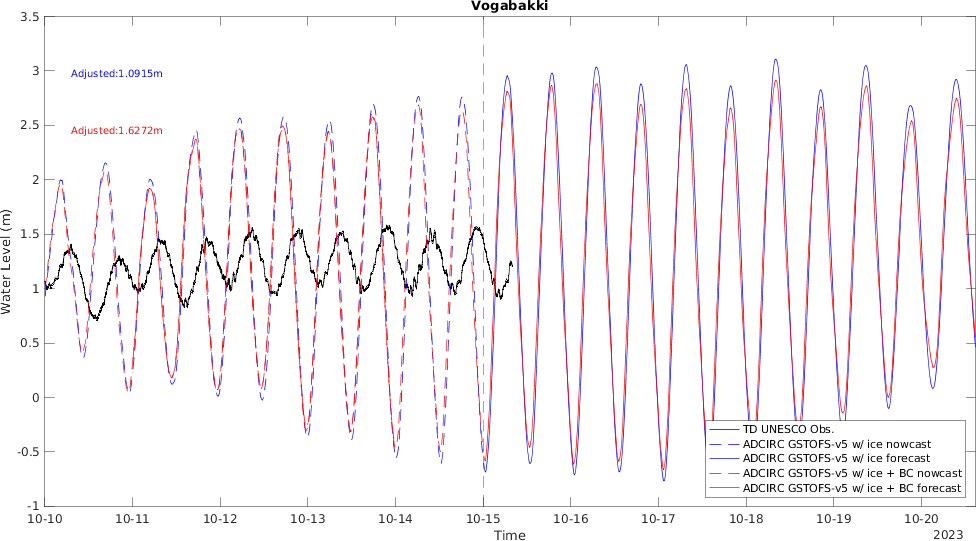 Vogabakki
3.5
3
2.5
2
1.5
1
0.5
0
-0.5
-1
Water Level (m)
Adjusted:1.0915m
Adjusted:1.6272m
TD UNESCO Obs.
ADCIRC GSTOFS-v5 w/ ice nowcast
ADCIRC GSTOFS-v5 w/ ice forecast
ADCIRC GSTOFS-v5 w/ ice + BC nowcast
ADCIRC GSTOFS-v5 w/ ice + BC forecast
10-10 10-11 10-12 10-13 10-14 10-15 10-16 10-17 10-18 10-19 10-20
Time
2023